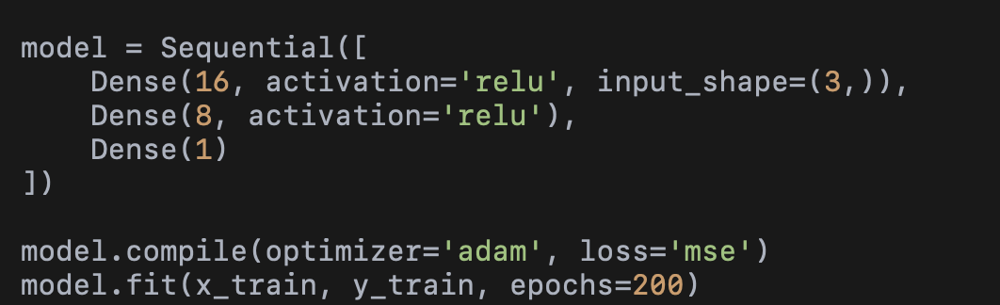 model = Sequential([
    Dense(16, activation='relu', input_shape=(3,)),
    Dense(8, activation='relu'),
    Dense(1)
])

model.compile(optimizer='adam', loss='mse')
model.fit(x_train, y_train, epochs=200)